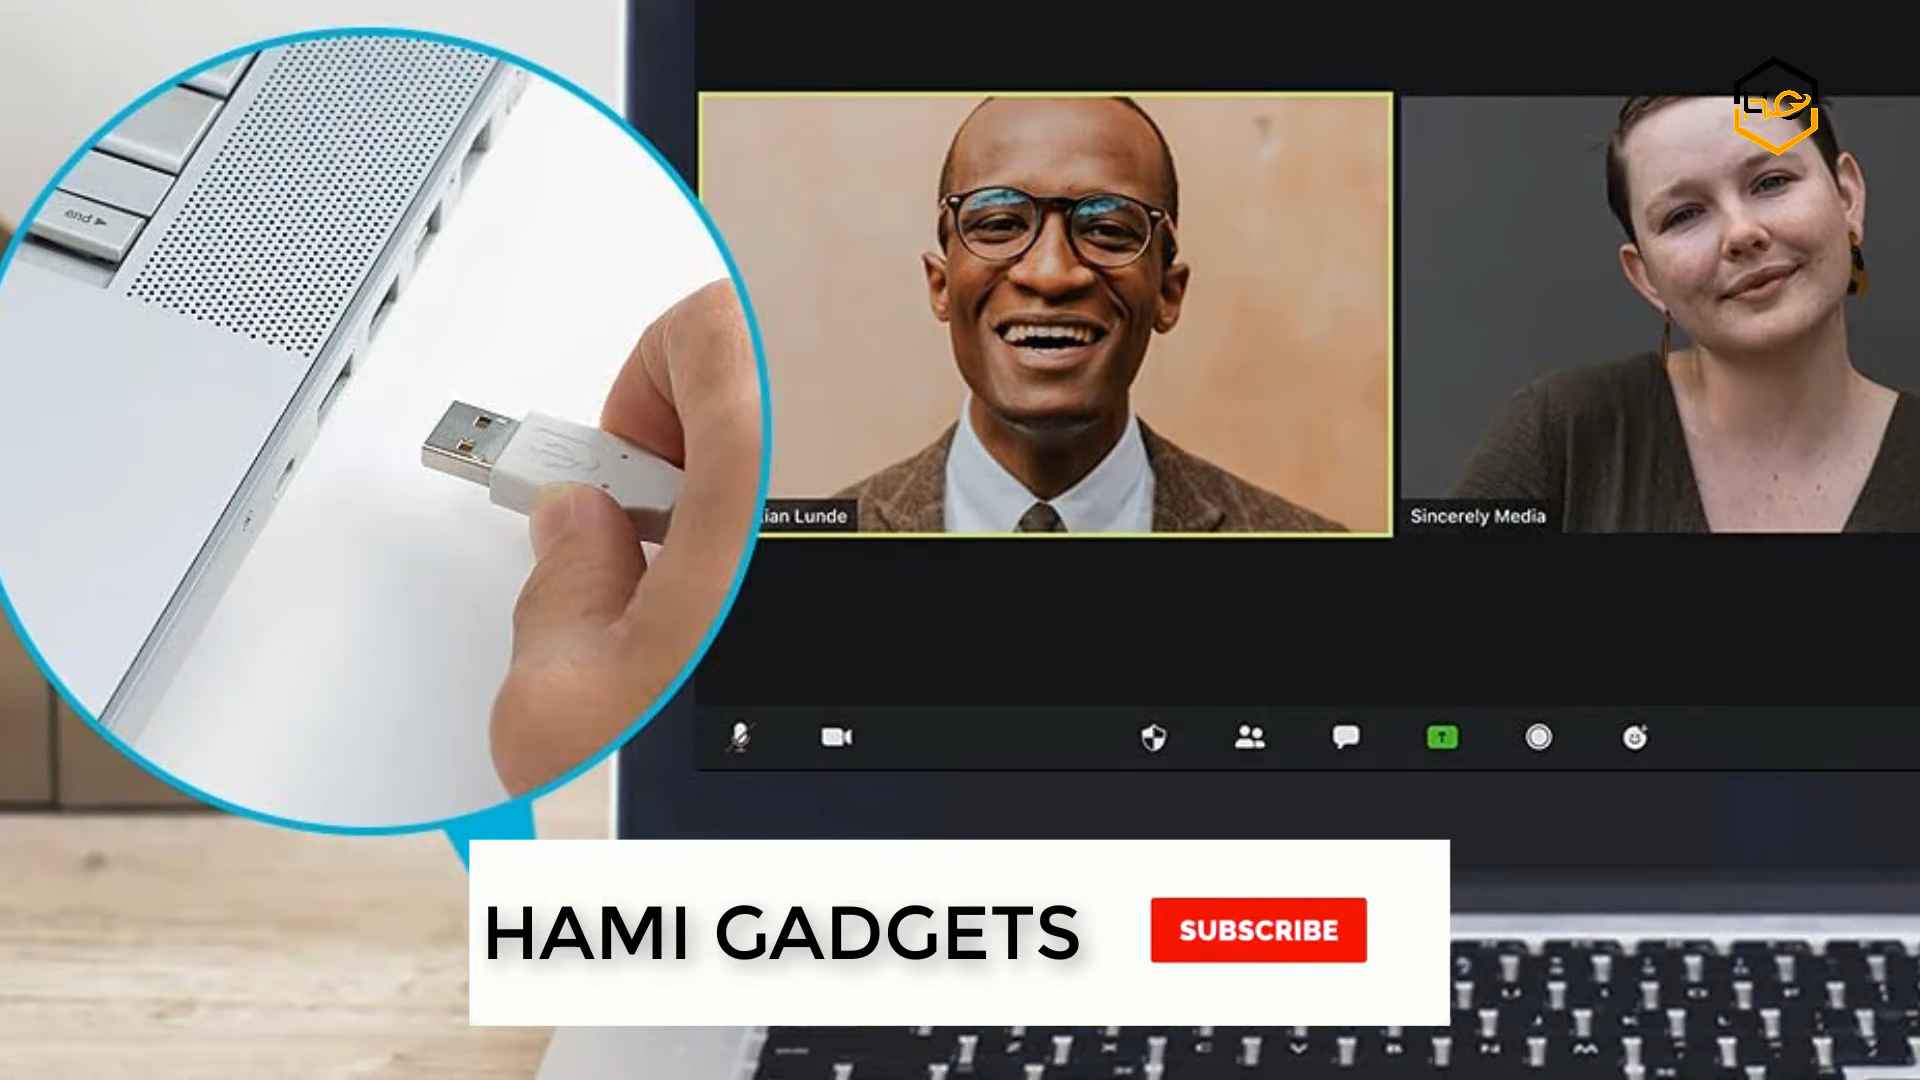 end
ian Lunde
Sincerely Media
HAMI GADGETS
SUBSCRIBE